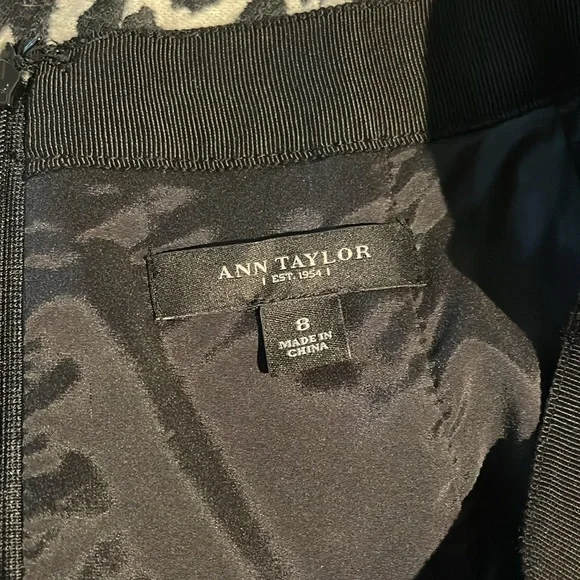 ANN TAYLOR
| EST. 1954 |
8
MADE IN
CHINA